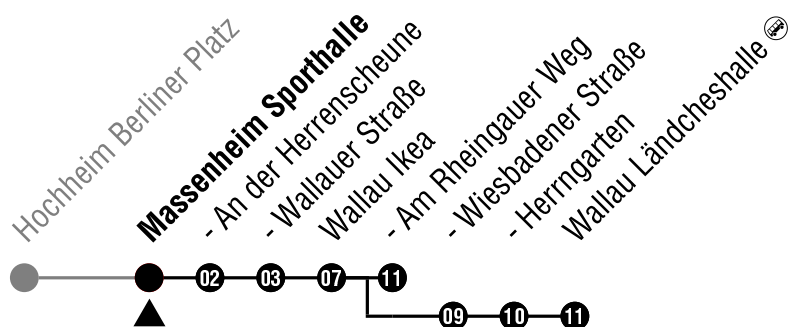 Hochheim Berliner Platz
Massenheim Sporthalle
- An der Herrenscheune
- Wallauer Straße
Wallau Ikea
- Am Rheingauer Weg
- Wiesbadener Straße
- Herrngarten
Wallau Ländcheshalle
02 03 07 11
09 10 11